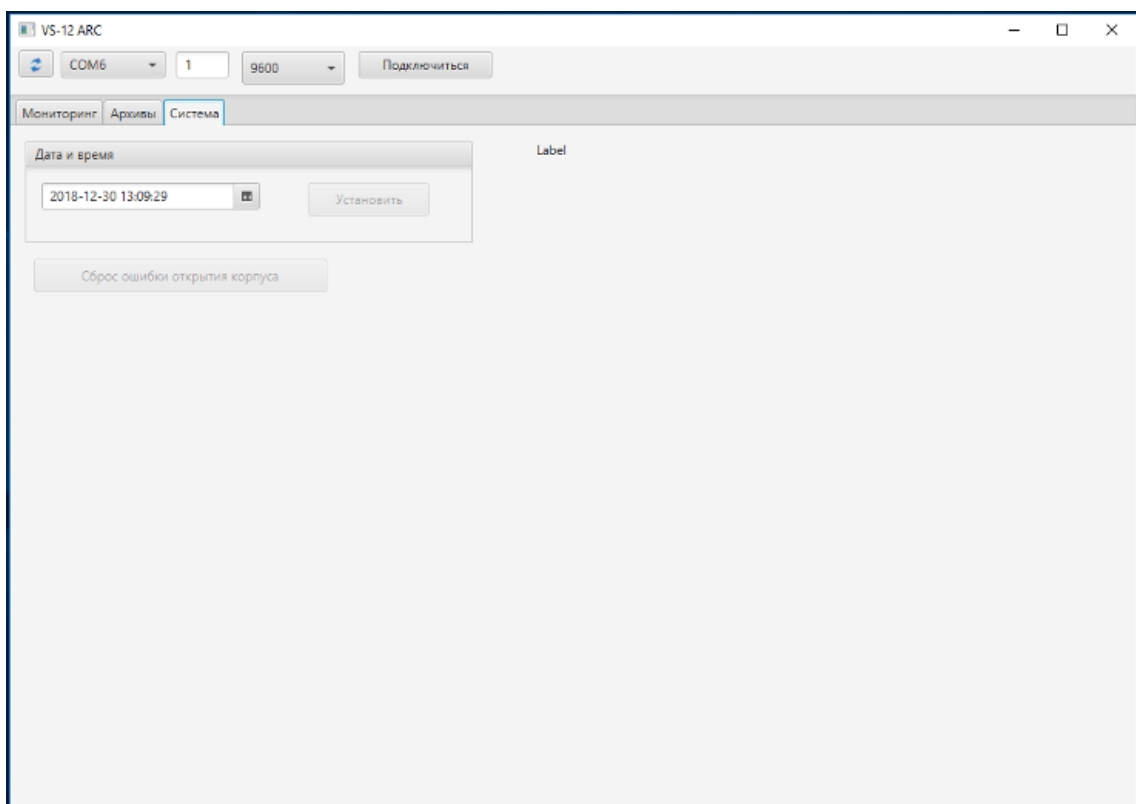 VS-12 ARC
COM6 1 9600 Подключиться
Мониторинг Архивы Система
Дата и время
Label
2018-12-30 13:09:29 Установить
Сброс ошибки открытия корпуса